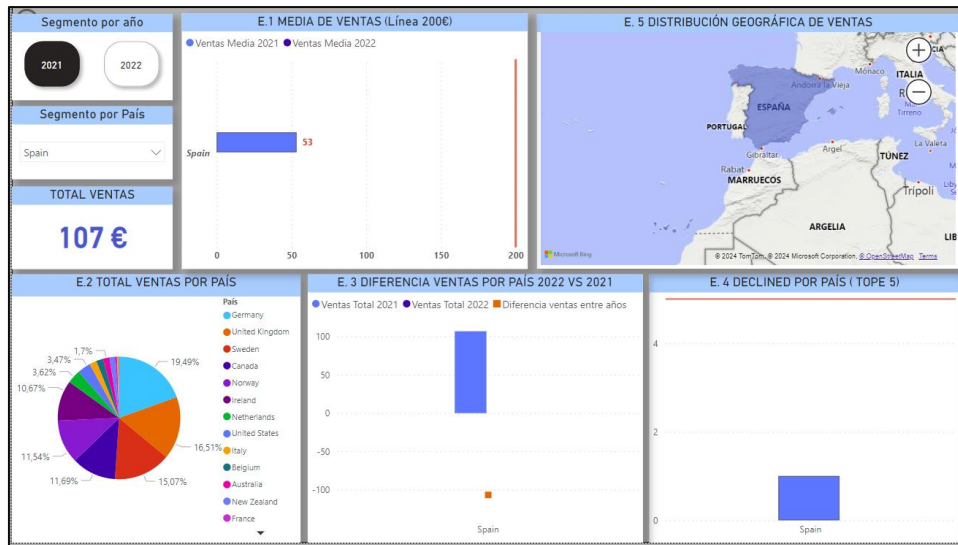 Segmento por año
2021
2022
Segmento por País
Spain
TOTAL VENTAS
107 €
E.1 MEDIA DE VENTAS (Línea 200€)
Ventas Media 2021 Ventas Media 2022
Spain
53
0 50 100 150 200
E. 5 DISTRIBUCIÓN GEOGRÁFICA DE VENTAS
Mónaco
ITALIA
Andorra la Vieja
ESPAÑA
Mar
Tirreno
PORTUGAL
Gibraltar
Argel
TÚNEZ
La Valeta
Rabat
MARRUECOS
Trípoli
ARGELIA
LIB
Microsoft Bing
© 2024 TomTom, © 2024 Microsoft Corporation, © OpenStreetMap Terms
E.2 TOTAL VENTAS POR PAÍS
País
Germany
United Kingdom
Sweden
Canada
Norway
Ireland
Netherlands
United States
Italy
Belgium
Australia
New Zealand
France
1,7%
3,47%
3,62%
10,67%
11,54%
11,69%
15,07%
16,51%
19,49%
E. 3 DIFERENCIA VENTAS POR PAÍS 2022 VS 2021
Ventas Total 2021 Ventas Total 2022 Diferencia ventas entre años
100
50
0
-50
-100
Spain
E. 4 DECLINED POR PAÍS ( TOPE 5)
4
2
0
Spain